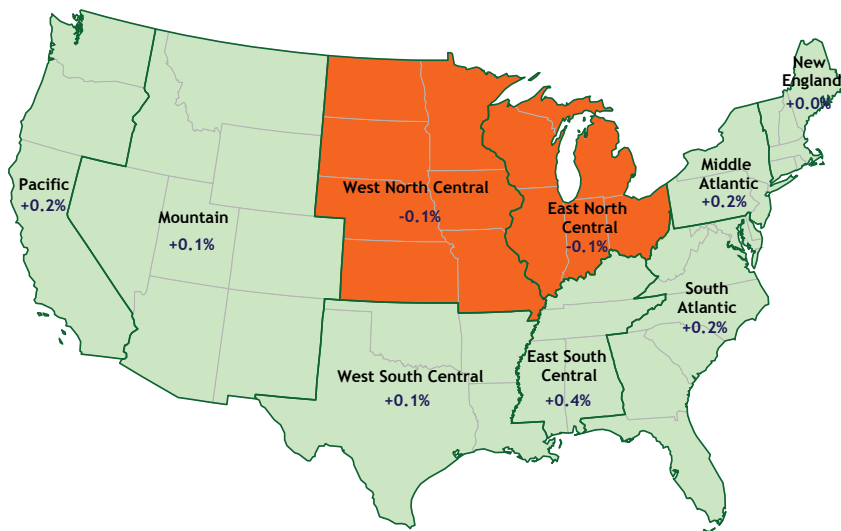 New
England
+0.0%
Middle
Atlantic
+0.2%
Pacific
+0.2%
West North Central
-0.1%
Mountain
+0.1%
East North
Central
-0.1%
South
Atlantic
+0.2%
East South
Central
+0.4%
West South Central
+0.1%